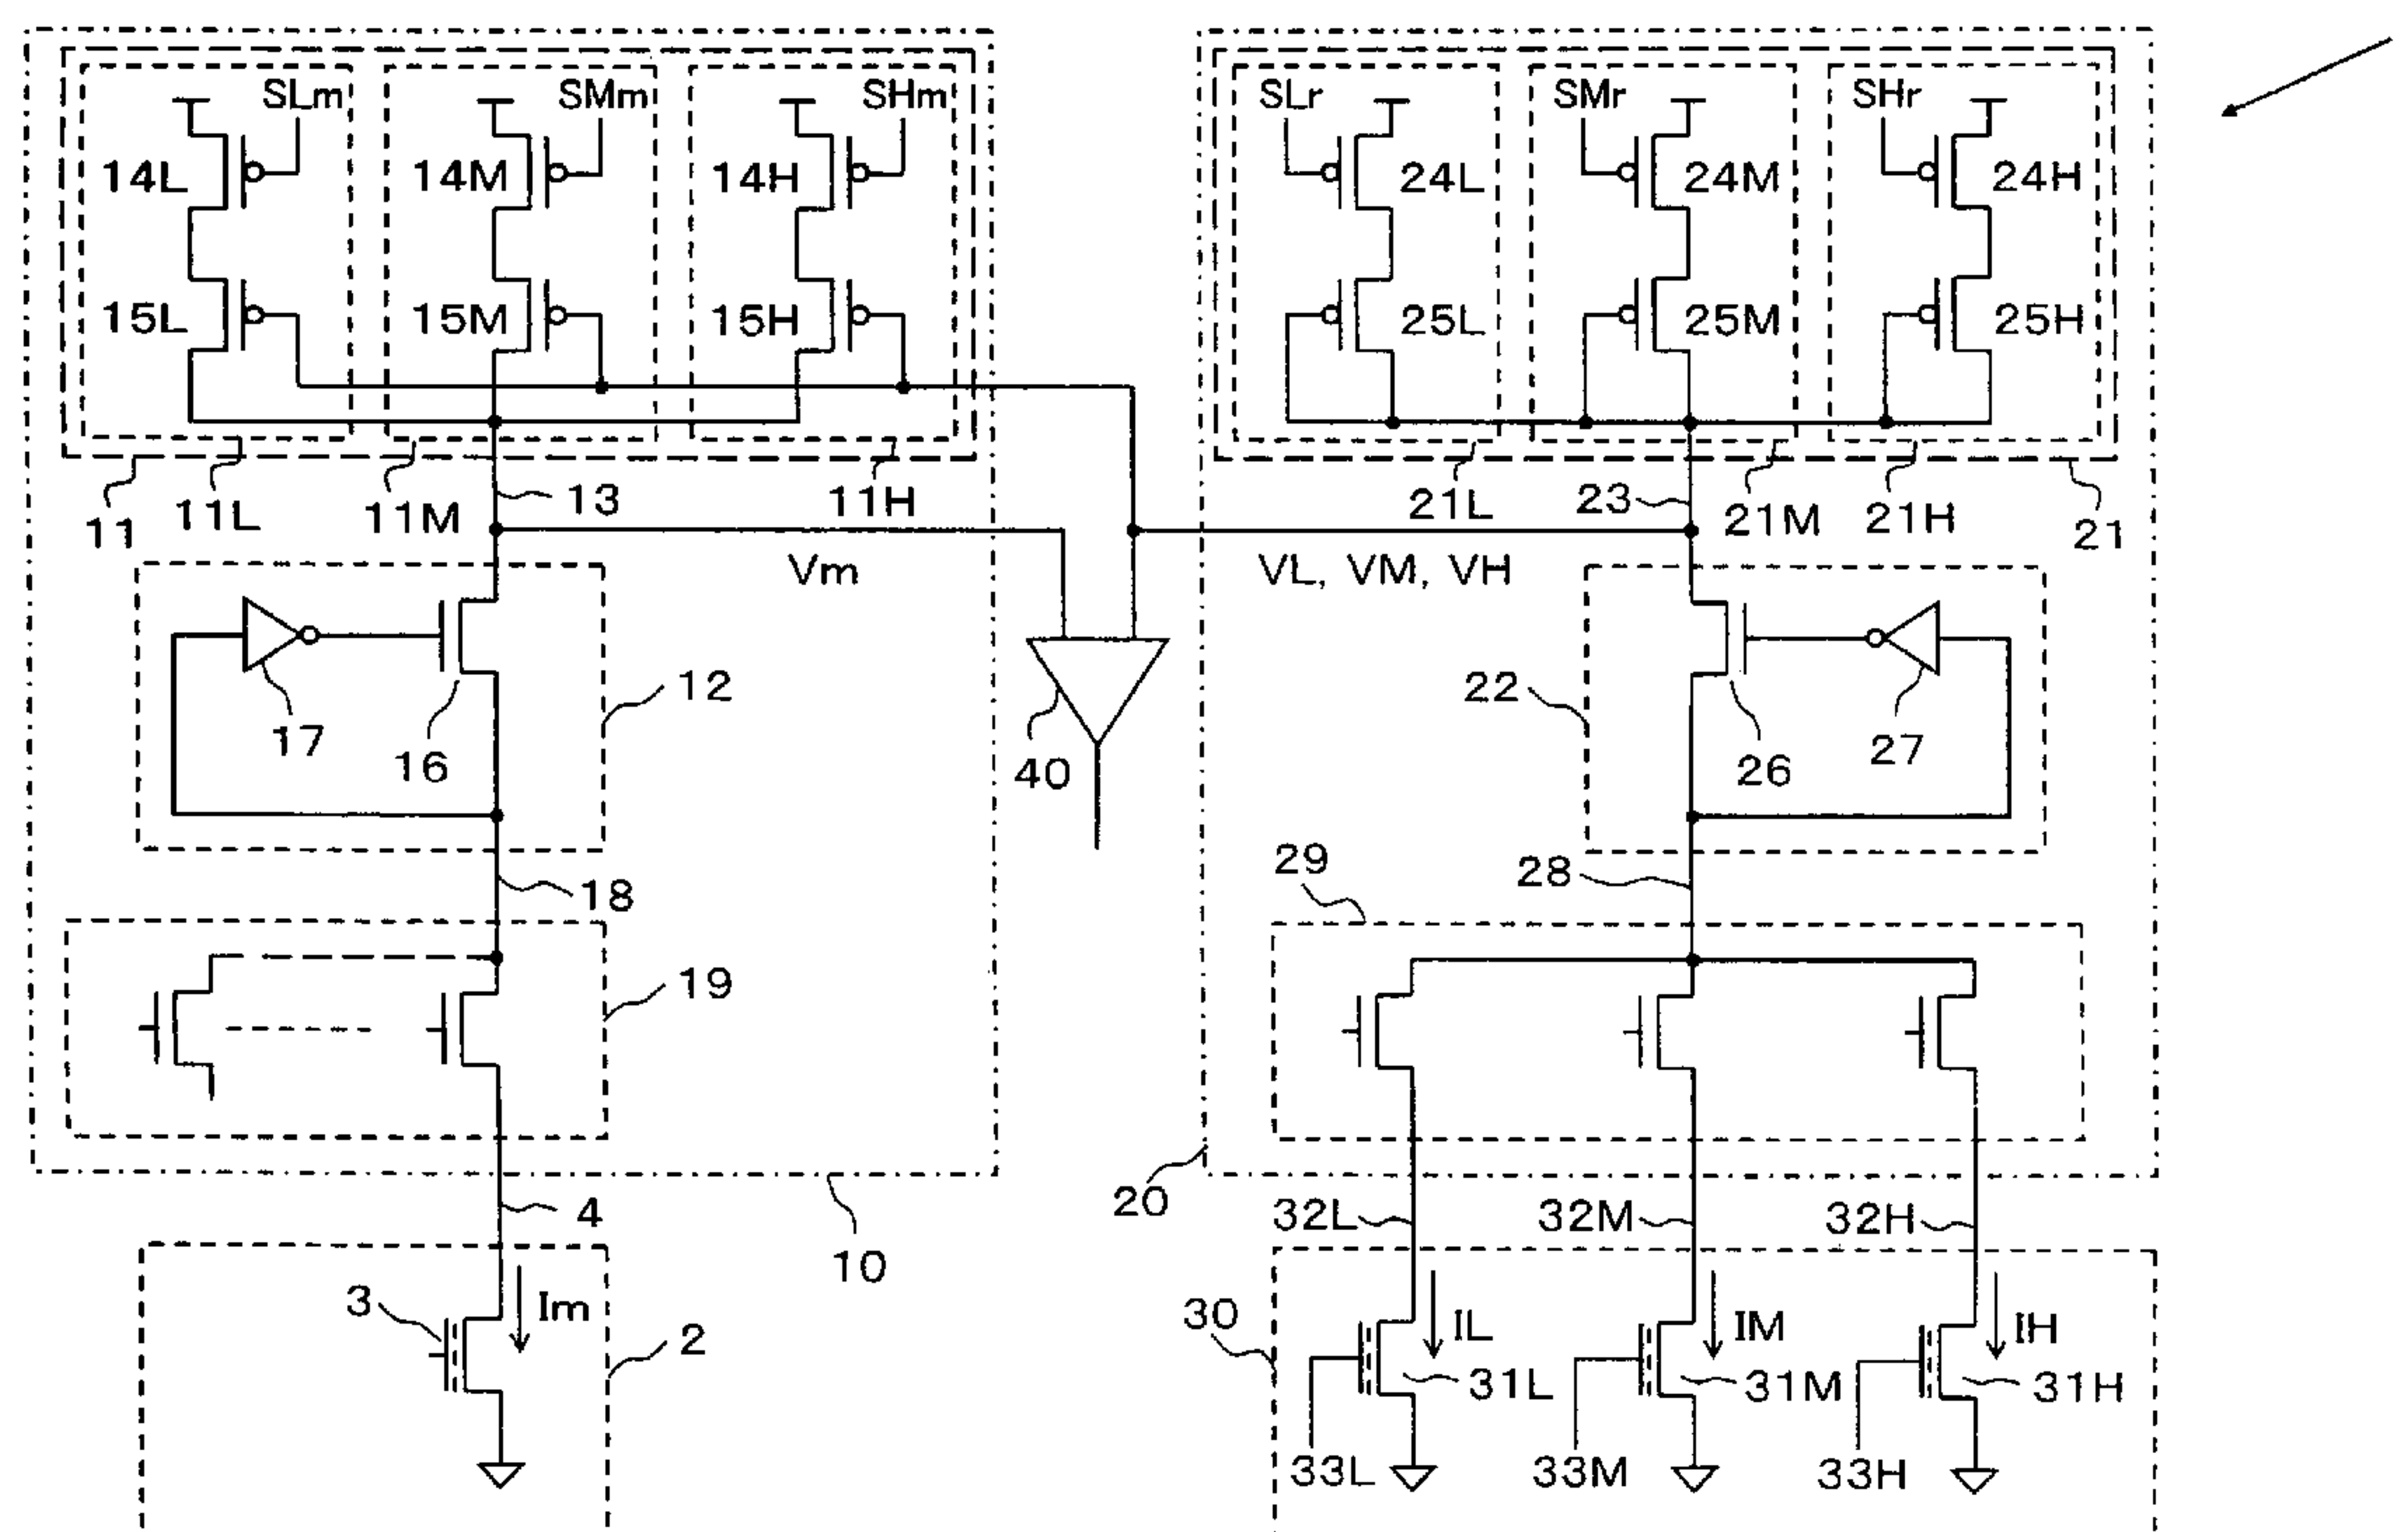 SLm SMm SHm SLr SMr SHr
14L 14M 14H 24L 24M 24H
15L 15M 15H 25L 25M 25H
11 11L 11M 13 11H 21L 23 21M 21H 21
Vm VL, VM, VH
17 16 12 40 22 26 27
18 29 28
19
4 10 20 32L 32M 32H
3 Im 2 30 IL IM IH
31L 31M 31H
33L 33M 33H